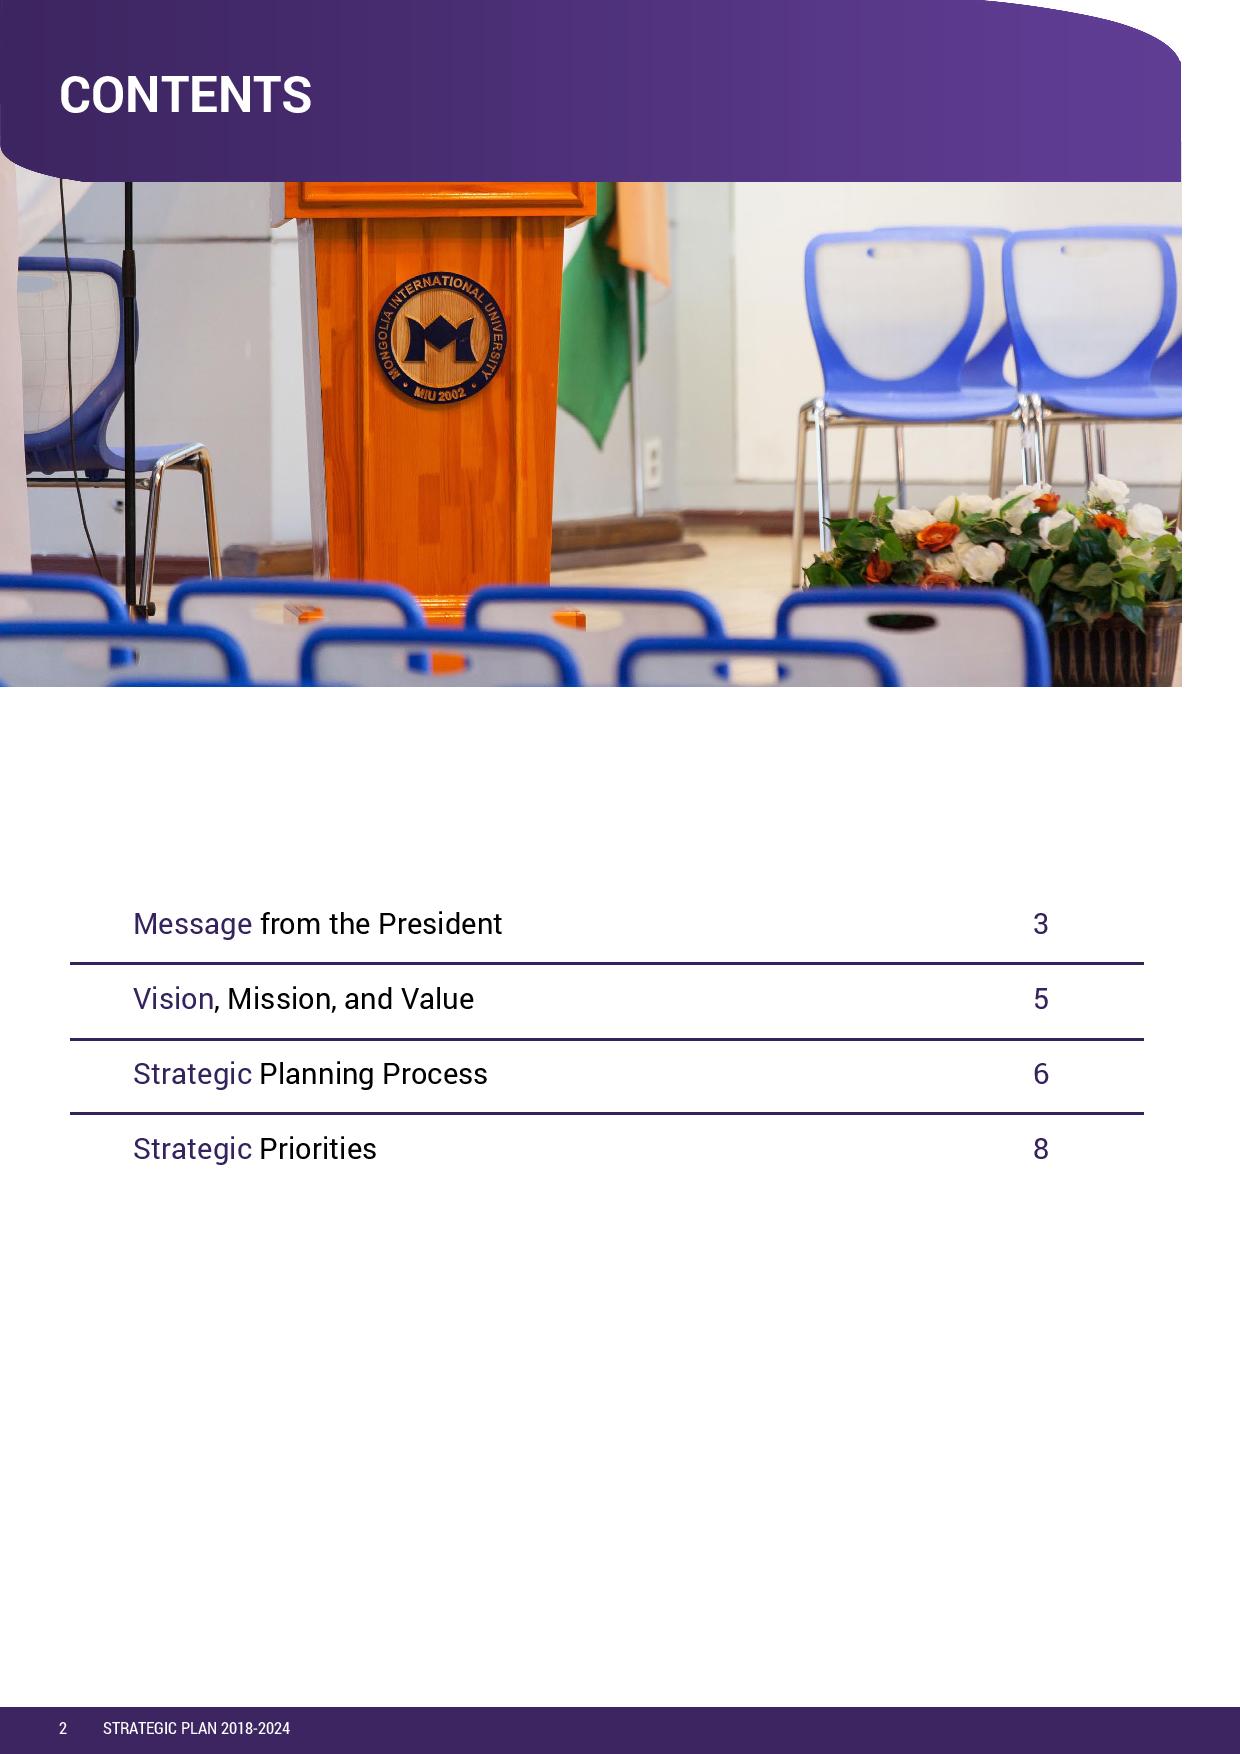 CONTENTS
MONGOLIA INTERNATIONAL UNIVERSITY
MIU 2002
Message from the President 3
Vision, Mission, and Value 5
Strategic Planning Process 6
Strategic Priorities 8
2 STRATEGIC PLAN 2018-2024